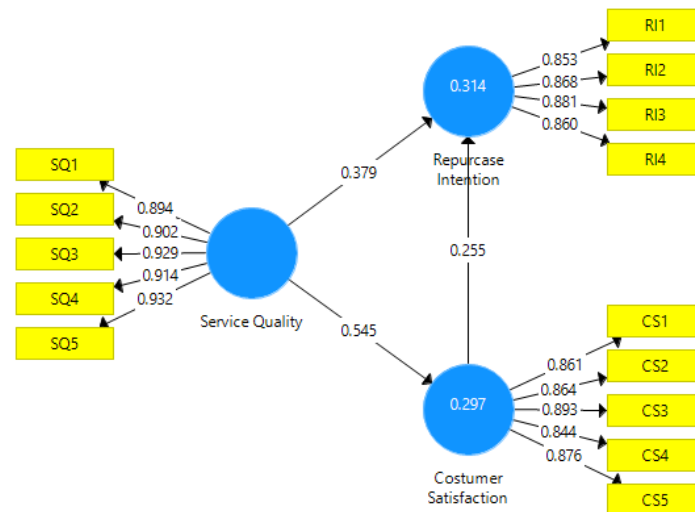 RI1
0.853
RI2
0.868
0.314
0.881
RI3
0.860
RI4
Repurcase
Intention
SQ1
0.379
SQ2
0.894
0.902
SQ3
0.929
0.914
SQ4
0.932
SQ5
Service Quality
0.255
0.545
CS1
0.861
CS2
0.864
0.297
0.893
CS3
0.844
CS4
0.876
CS5
Costumer
Satisfaction